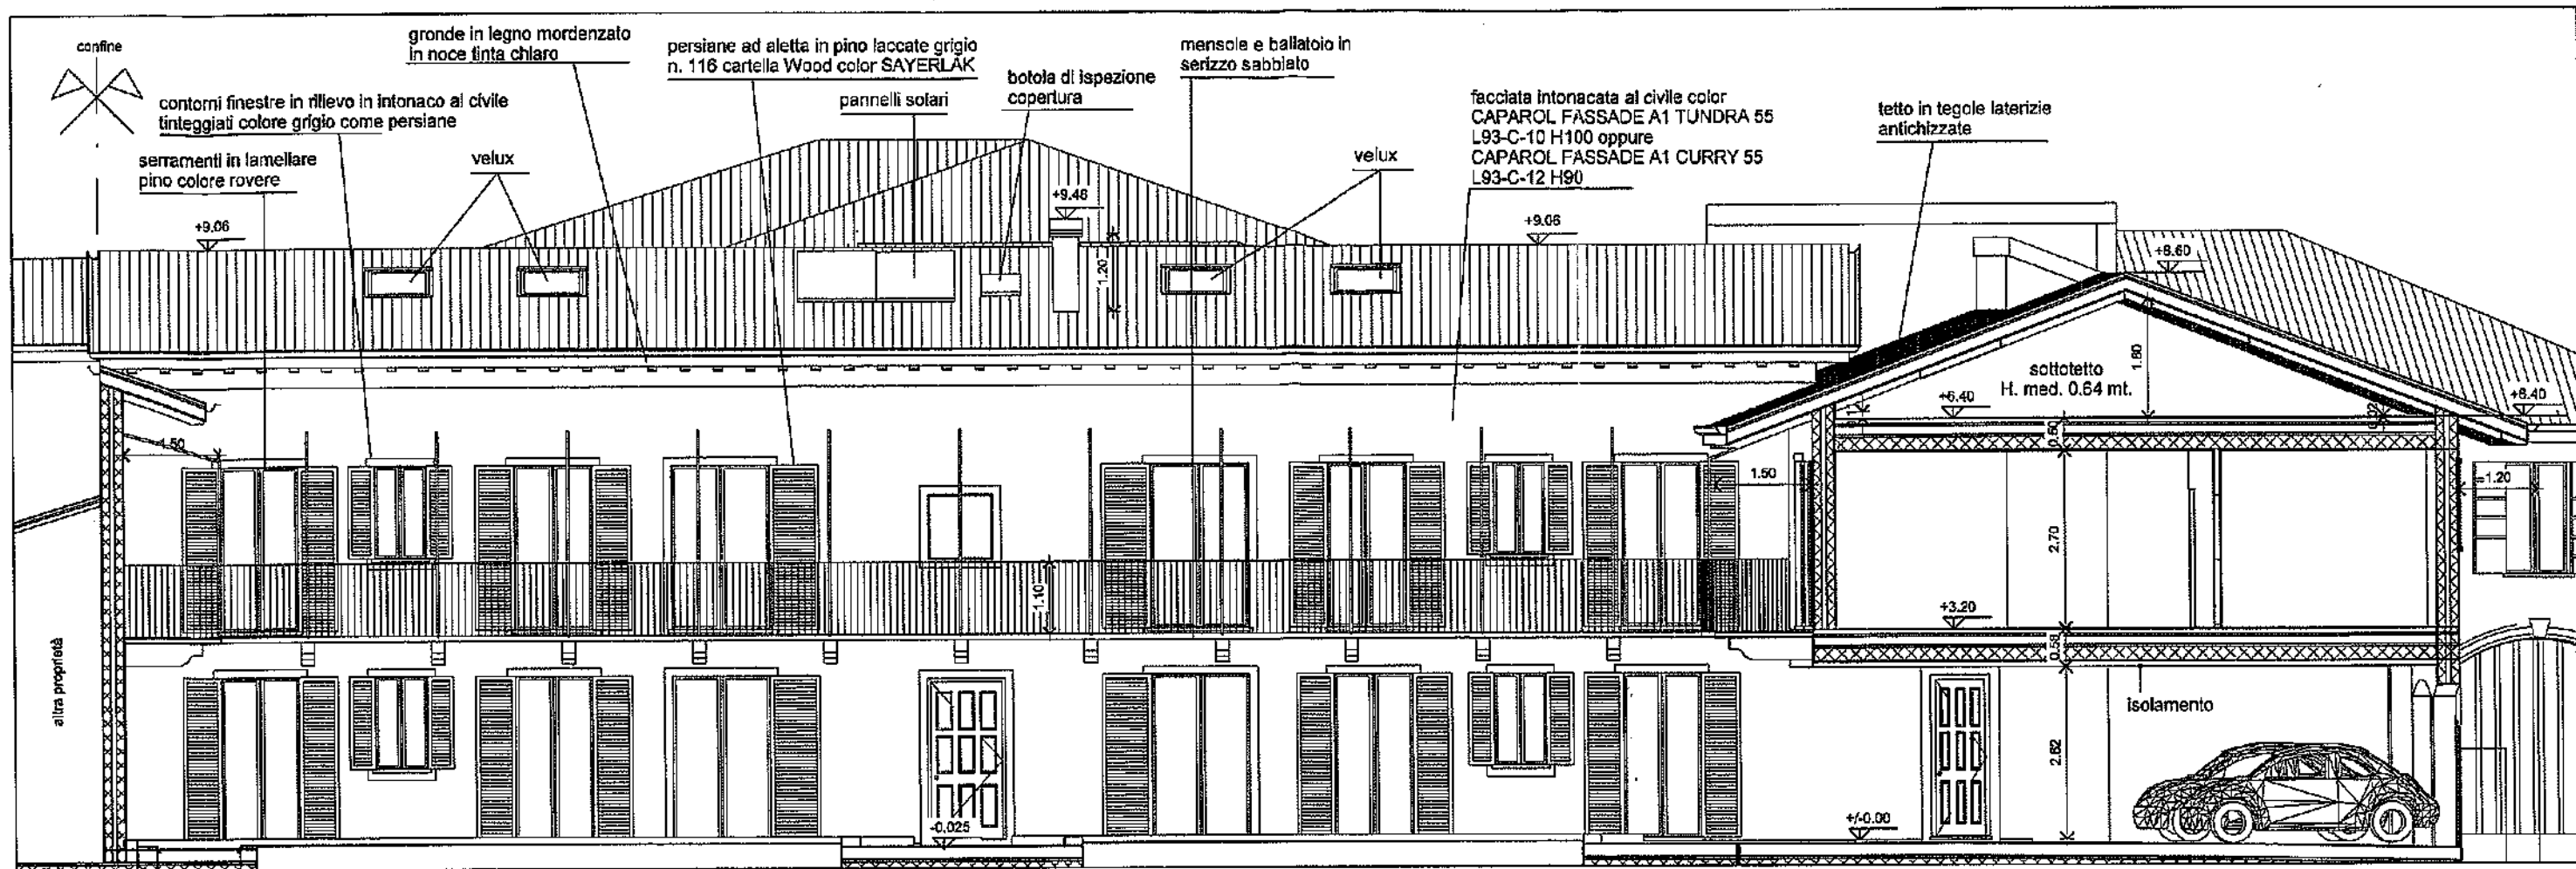 confine
gronde in legno mordenzato
in noce tinta chiaro
persiane ad aletta in pino laccate grigio
n. 116 cartella Wood color SAYERLAK
mensole e ballatoio in
serizzo sabbiato
botola di ispezione
copertura
pannelli solari
contorni finestre in rilievo in intonaco al civile
tinteggiati colore grigio come persiane
facciata intonacata al civile color
CAPAROL FASSADE A1 TUNDRA 55
L93-C-10 H100 oppure
CAPAROL FASSADE A1 CURRY 55
L93-C-12 H90
tetto in tegole laterizie
antichizzate
serramenti in lamellare
pino colore rovere
velux
velux
+9.06
+9.46
+9.06
1.20
+8.60
sottotetto
H. med. 0.64 mt.
1.80
+6.40
+6.40
0.60
1.50
1.50
1.20
2.70
1.10
+3.20
0.58
altra proprietà
isolamento
2.62
-0,025
+/-0.00